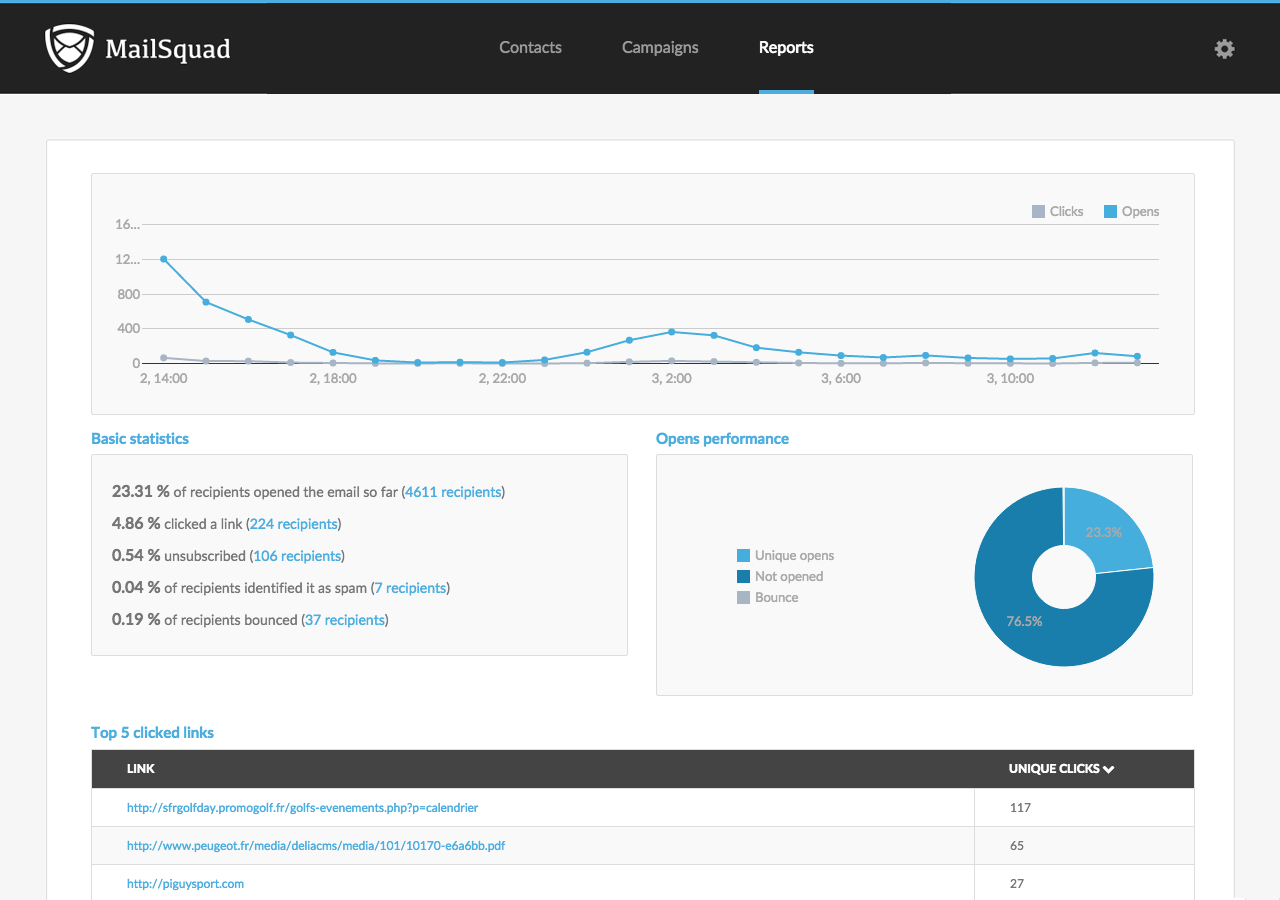 MailSquad
Contacts Campaigns Reports
Clicks Opens
16...
12...
800
400
0
2, 14:00 2, 18:00 2, 22:00 3, 2:00 3, 6:00 3, 10:00
Basic statistics
23.31 % of recipients opened the email so far (4611 recipients)
4.86 % clicked a link (224 recipients)
0.54 % unsubscribed (106 recipients)
0.04 % of recipients identified it as spam (7 recipients)
0.19 % of recipients bounced (37 recipients)
Opens performance
Unique opens
Not opened
Bounce
23.3%
76.5%
Top 5 clicked links
LINK UNIQUE CLICKS
http://sfrgolfday.promogolf.fr/golfs-evenements.php?p=calendrier 117
http://www.peugeot.fr/media/deliacms/media/101/10170-e6a6bb.pdf 65
http://piguysport.com 27